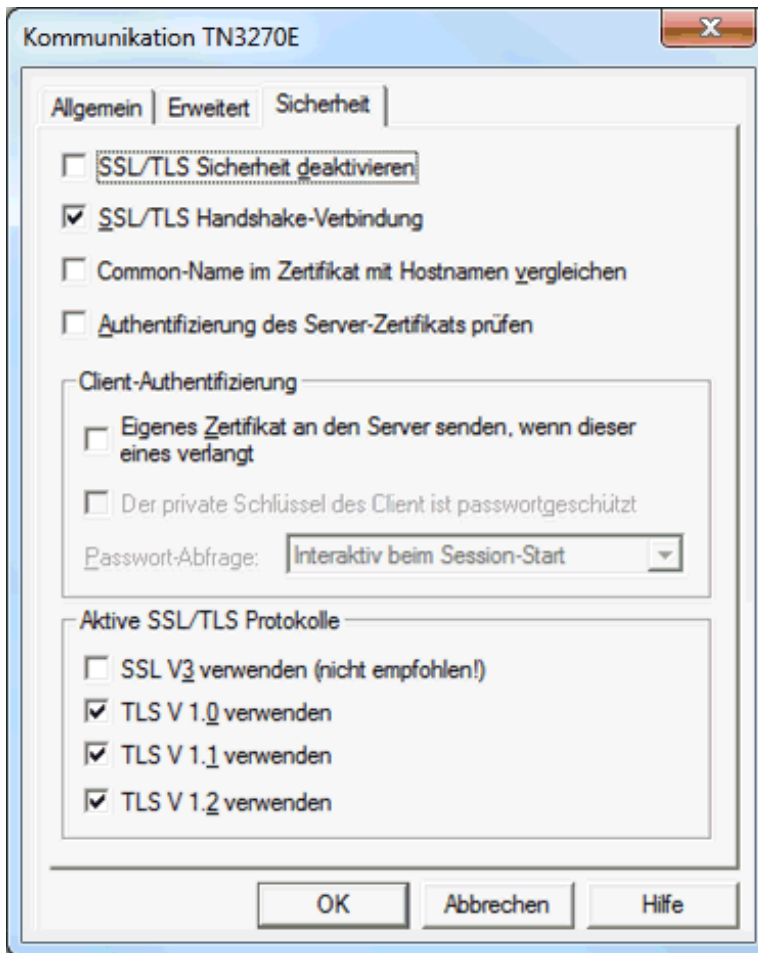 Kommunikation TN3270E
Allgemein
Erweitert
Sicherheit
SSL/TLS Sicherheit deaktivieren
SSL/TLS Handshake-Verbindung
Common-Name im Zertifikat mit Hostnamen vergleichen
Authentifizierung des Server-Zertifikats prüfen
Client-Authentifizierung
Eigenes Zertifikat an den Server senden, wenn dieser
eines verlangt
Der private Schlüssel des Client ist passwortgeschützt
Passwort-Abfrage:
Interaktiv beim Session-Start
Aktive SSL/TLS Protokolle
SSL V3 verwenden (nicht empfohlen!)
TLS V 1.0 verwenden
TLS V 1.1 verwenden
TLS V 1.2 verwenden
OK
Abbrechen
Hilfe